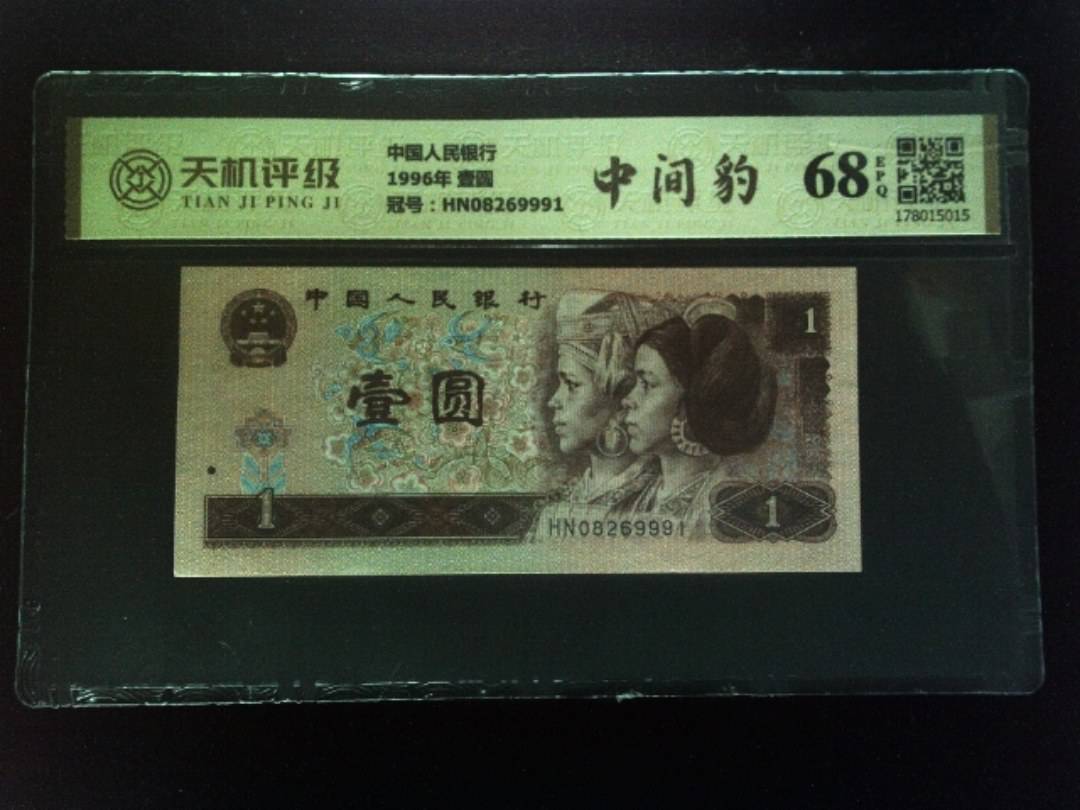 天机评级
TIAN JI PING JI
中国人民银行
1996年 壹圆
冠号：HN08269991
中间豹
68
EPQ
178015015
中国人民银行
1
壹圆
1
HN08269991
1